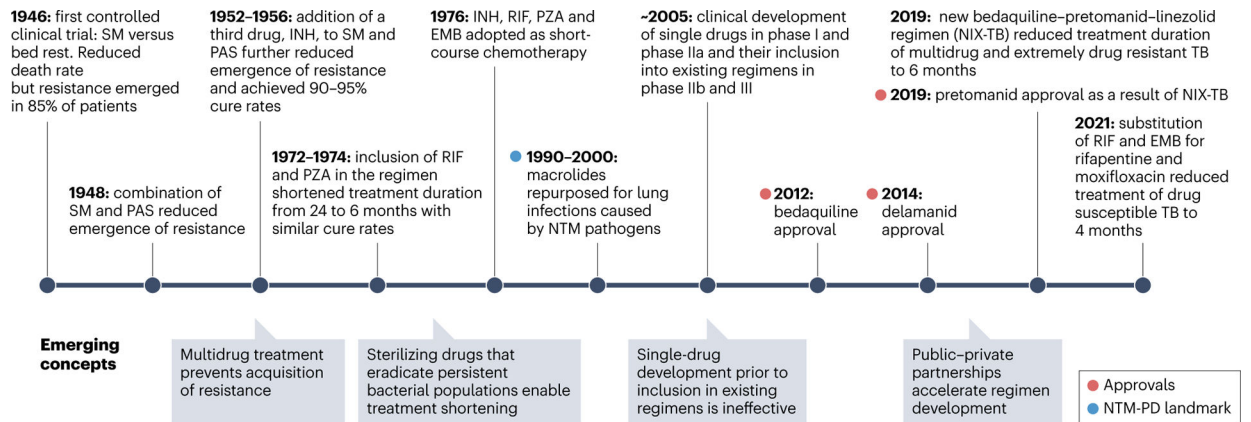 1946: first controlled
clinical trial: SM versus
bed rest. Reduced
death rate
but resistance emerged
in 85% of patients
1948: combination of
SM and PAS reduced
emergence of resistance
1952–1956: addition of a
third drug, INH, to SM and
PAS further reduced
emergence of resistance
and achieved 90–95%
cure rates
1972–1974: inclusion of RIF
and PZA in the regimen
shortened treatment duration
from 24 to 6 months with
similar cure rates
1976: INH, RIF, PZA and
EMB adopted as short-
course chemotherapy
1990–2000:
macrolides
repurposed for lung
infections caused
by NTM pathogens
~2005: clinical development
of single drugs in phase I and
phase IIa and their inclusion
into existing regimens in
phase IIb and III
2012:
bedaquiline
approval
2014:
delamanid
approval
2019: new bedaquiline–pretomanid–linezolid
regimen (NIX-TB) reduced treatment duration
of multidrug and extremely drug resistant TB
to 6 months
2019: pretomanid approval as a result of NIX-TB
2021: substitution
of RIF and EMB for
rifapentine and
moxifloxacin reduced
treatment of drug
susceptible TB to
4 months
Emerging
concepts
Multidrug treatment
prevents acquisition
of resistance
Sterilizing drugs that
eradicate persistent
bacterial populations enable
treatment shortening
Single-drug
development prior to
inclusion in existing
regimens is ineffective
Public–private
partnerships
accelerate regimen
development
Approvals
NTM-PD landmark